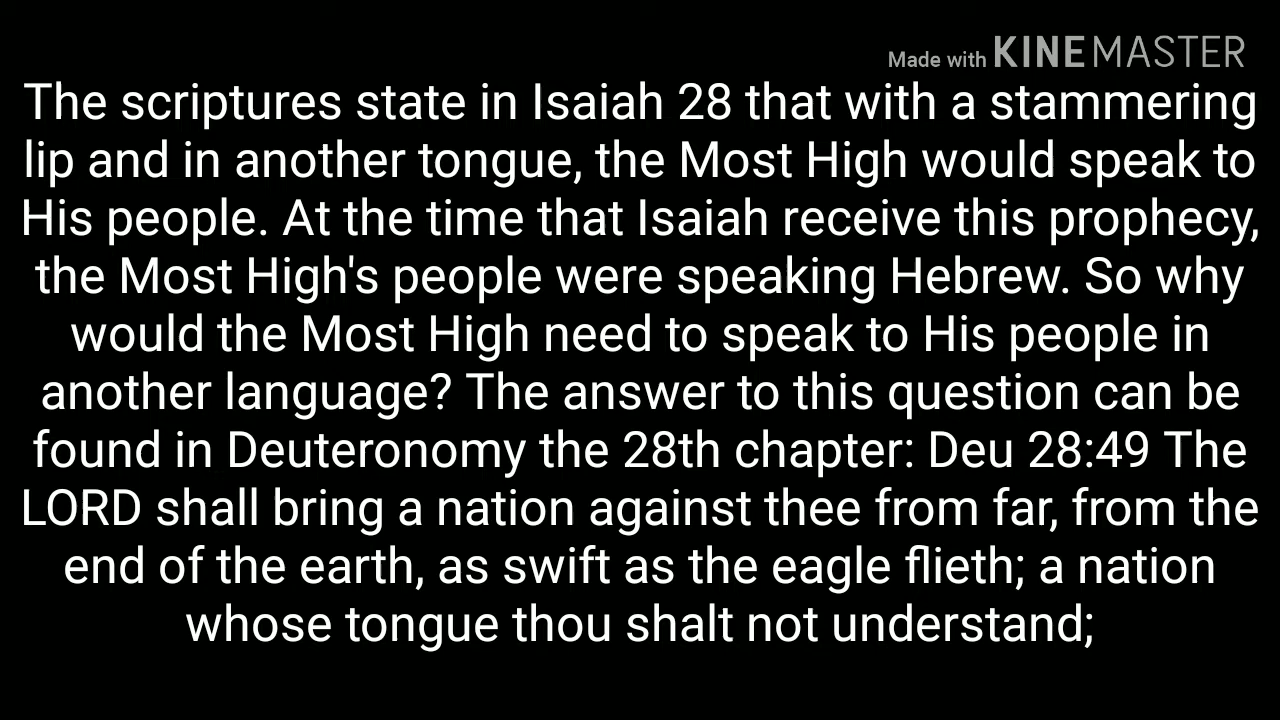 Made with KINEMASTER
The scriptures state in Isaiah 28 that with a stammering
lip and in another tongue, the Most High would speak to
His people. At the time that Isaiah receive this prophecy,
the Most High's people were speaking Hebrew. So why
would the Most High need to speak to His people in
another language? The answer to this question can be
found in Deuteronomy the 28th chapter: Deu 28:49 The
LORD shall bring a nation against thee from far, from the
end of the earth, as swift as the eagle flieth; a nation
whose tongue thou shalt not understand;